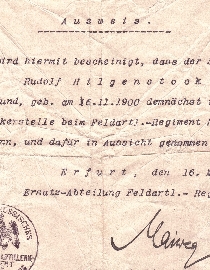 Ausweis.
wird hiermit bescheinigt, dass der
Rudolf Hilgenstock
und, geb. am 16.11.1900 demnächst
kerstelle beim Feldartl.-Regiment
nn, und dafür in Aussicht genommen
Erfurt, den 16.
Ersatz-Abteilung Feldartl.- Reg